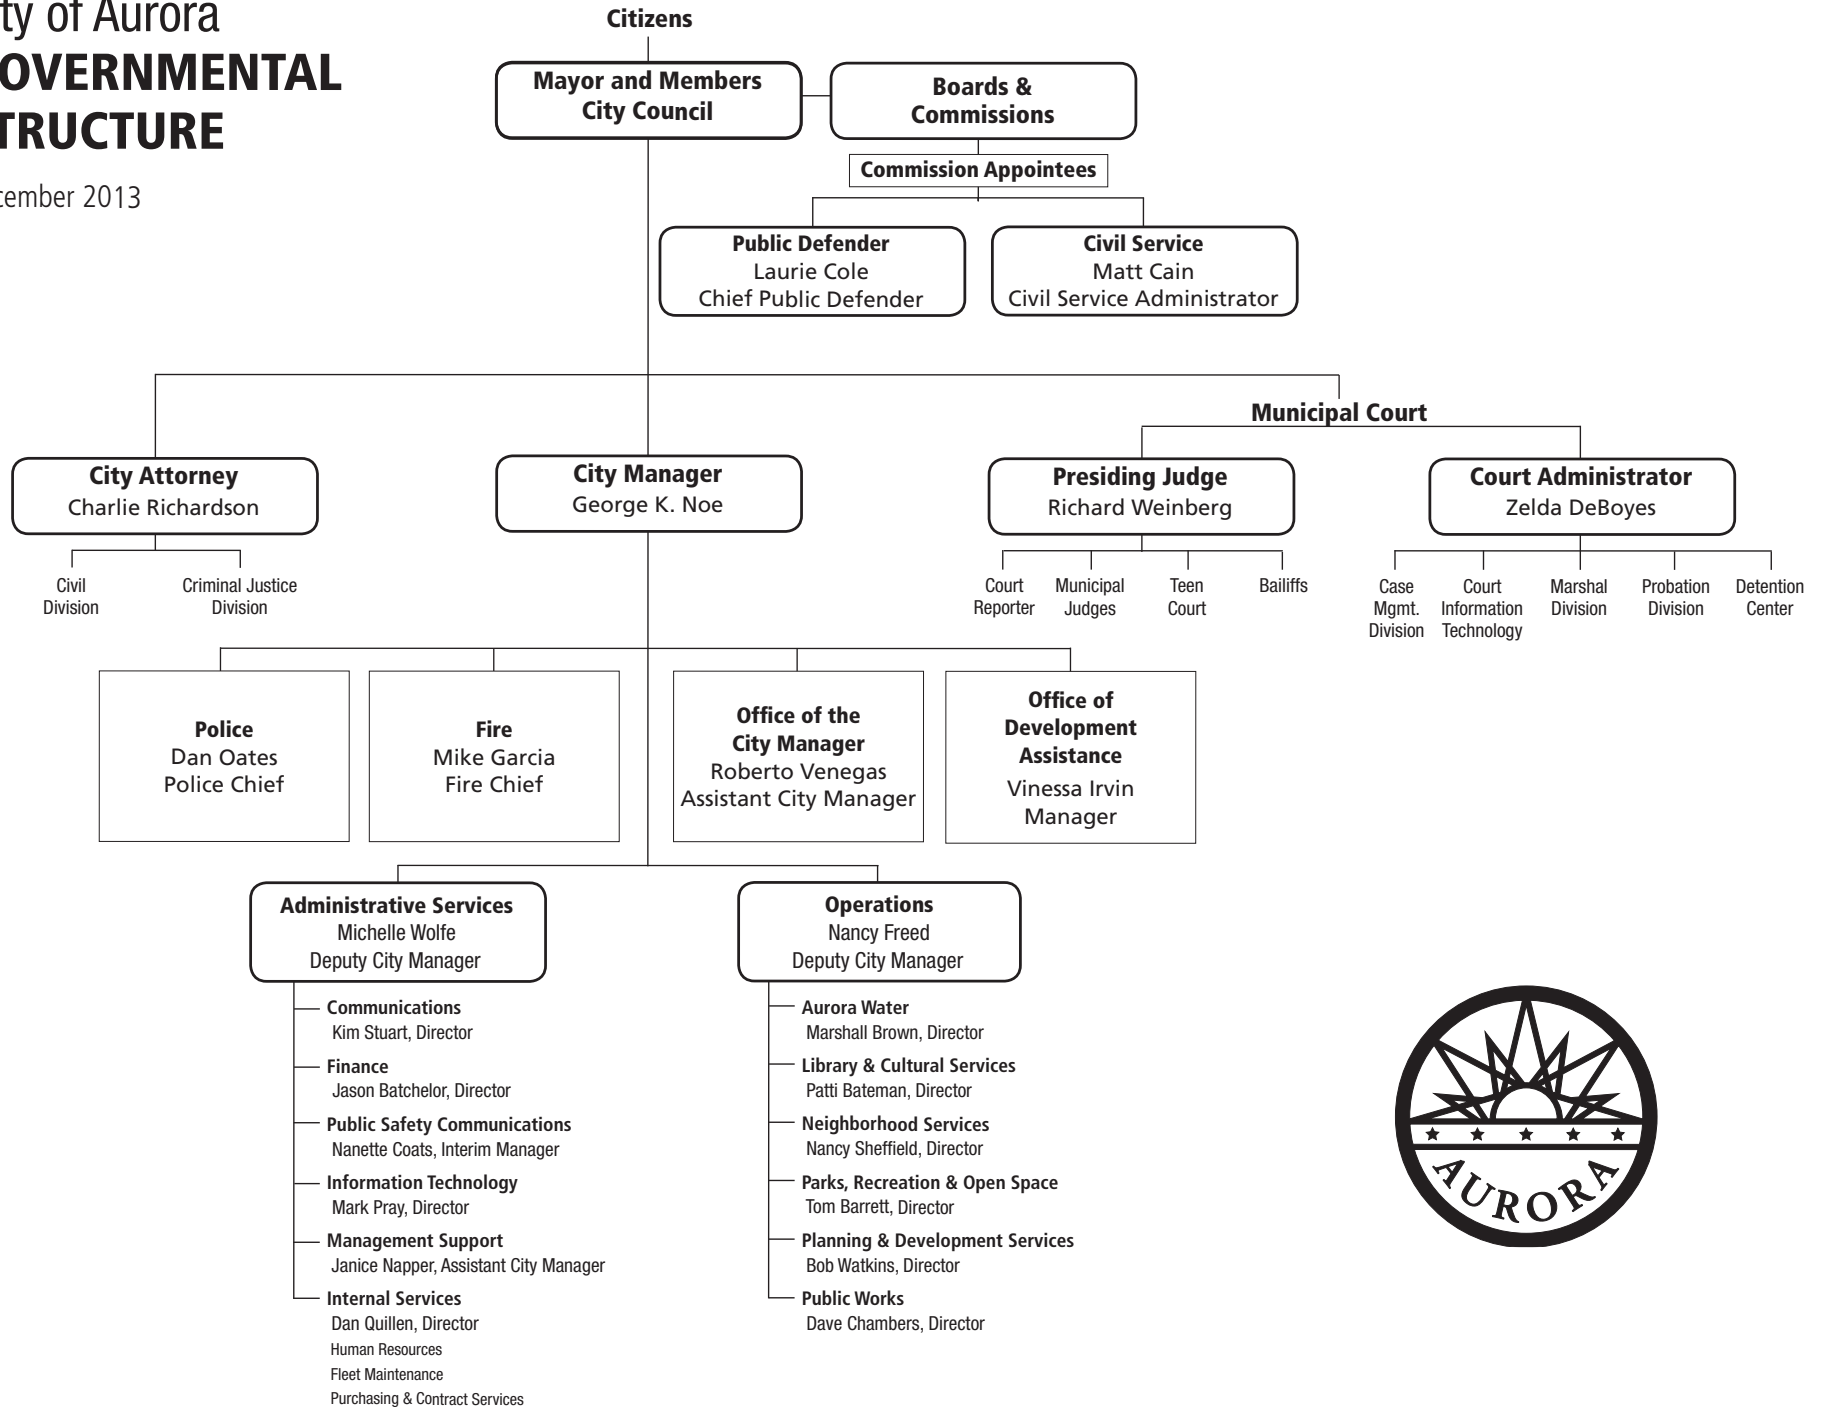 ty of Aurora
OVERNMENTAL
TRUCTURE
cember 2013
Citizens
Mayor and Members
City Council
Boards &
Commissions
Commission Appointees
Public Defender
Laurie Cole
Chief Public Defender
Civil Service
Matt Cain
Civil Service Administrator
Municipal Court
City Attorney
Charlie Richardson
City Manager
George K. Noe
Presiding Judge
Richard Weinberg
Court Administrator
Zelda DeBoyes
Civil
Division
Criminal Justice
Division
Court
Reporter
Municipal
Judges
Teen
Court
Bailiffs
Case
Mgmt.
Division
Court
Information
Technology
Marshal
Division
Probation
Division
Detention
Center
Police
Dan Oates
Police Chief
Fire
Mike Garcia
Fire Chief
Office of the
City Manager
Roberto Venegas
Assistant City Manager
Office of
Development
Assistance
Vinessa Irvin
Manager
Administrative Services
Michelle Wolfe
Deputy City Manager
Communications
Kim Stuart, Director
Finance
Jason Batchelor, Director
Public Safety Communications
Nanette Coats, Interim Manager
Information Technology
Mark Pray, Director
Management Support
Janice Napper, Assistant City Manager
Internal Services
Dan Quillen, Director
Human Resources
Fleet Maintenance
Purchasing & Contract Services
Operations
Nancy Freed
Deputy City Manager
Aurora Water
Marshall Brown, Director
Library & Cultural Services
Patti Bateman, Director
Neighborhood Services
Nancy Sheffield, Director
Parks, Recreation & Open Space
Tom Barrett, Director
Planning & Development Services
Bob Watkins, Director
Public Works
Dave Chambers, Director
AURORA